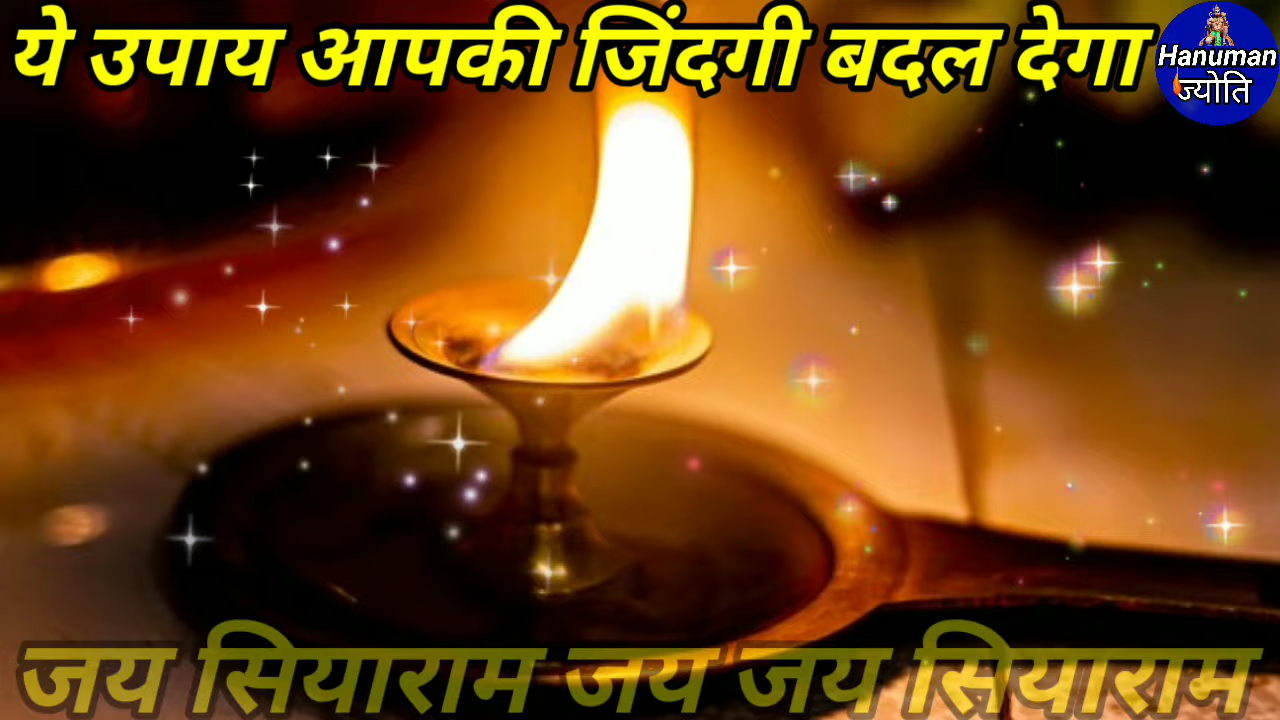 ये उपाय आपकी जिंदगी बदल देगा
Hanuman
ज्योति
जय सियाराम जय जय सियाराम